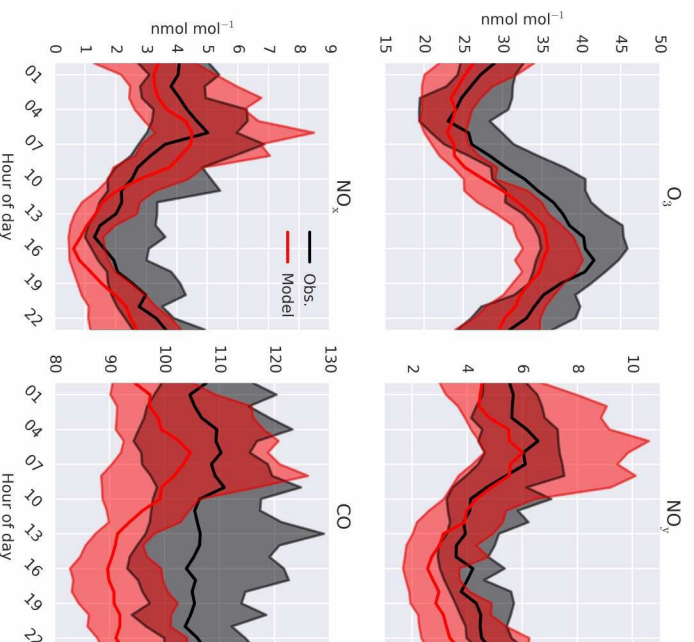 O₃
nmol mol⁻¹
15 20 25 30 35 40 45 50
NOᵧ
2 4 6 8 10
NOₓ
nmol mol⁻¹
0 1 2 3 4 5 6 7 8 9
Obs.
Model
01 04 07 10 13 16 19 22
Hour of day
CO
80 90 100 110 120 130
01 04 07 10 13 16 19 22
Hour of day